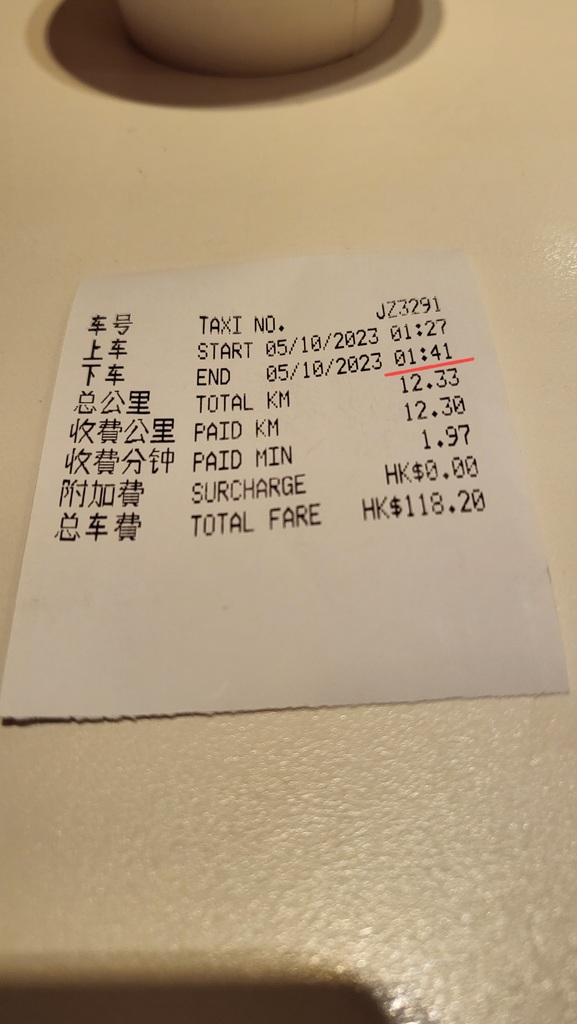 车号 TAXI NO. JZ3291
上车 START 05/10/2023 01:27
下车 END 05/10/2023 01:41
总公里 TOTAL KM 12.33
收費公里 PAID KM 12.30
收費分钟 PAID MIN 1.97
附加費 SURCHARGE HK$0.00
总车費 TOTAL FARE HK$118.20